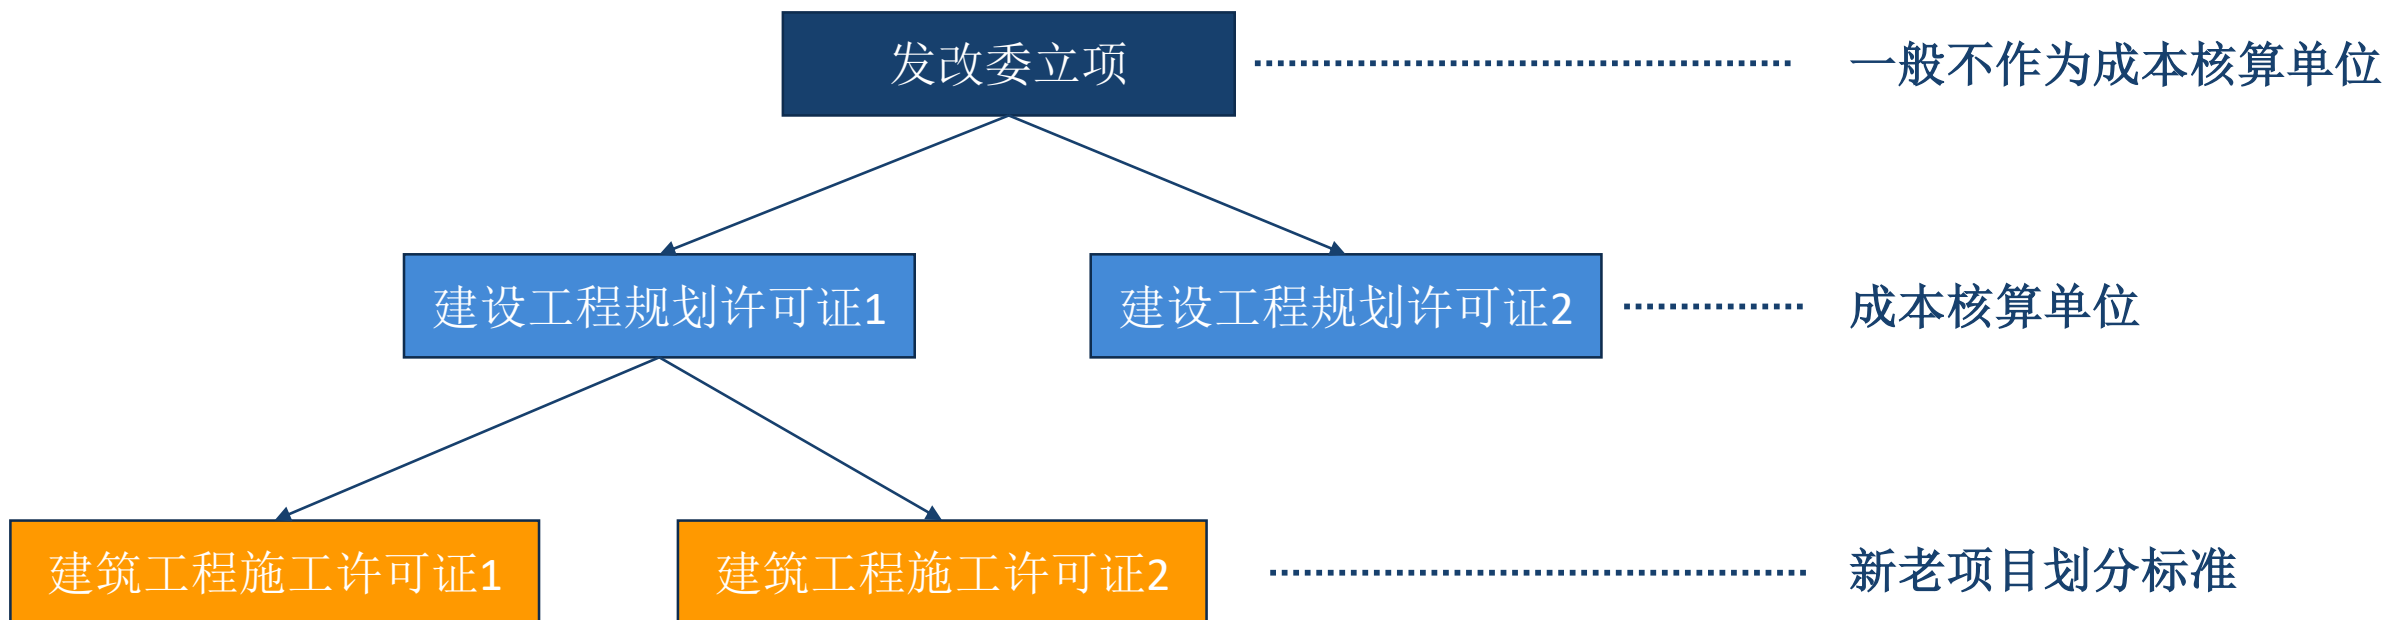 发改委立项
一般不作为成本核算单位
建设工程规划许可证1
建设工程规划许可证2
成本核算单位
建筑工程施工许可证1
建筑工程施工许可证2
新老项目划分标准